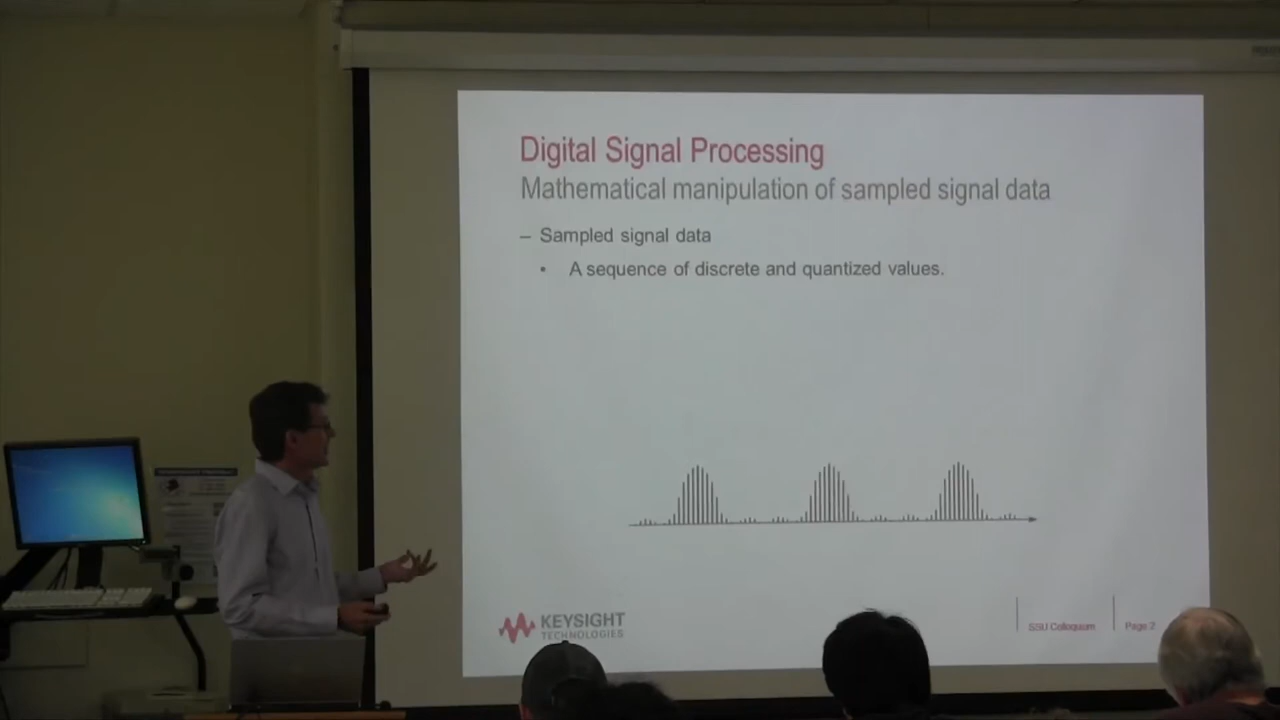 Digital Signal Processing
Mathematical manipulation of sampled signal data
– Sampled signal data
• A sequence of discrete and quantized values.
KEYSIGHT
TECHNOLOGIES
SSU Colloquium
Page 2